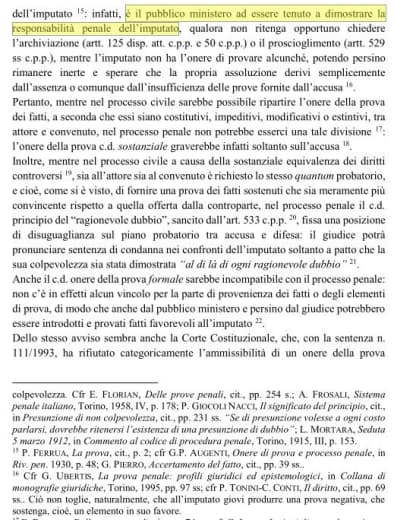 dell'imputato 15: infatti, è il pubblico ministero ad essere tenuto a dimostrare la
responsabilità penale dell'imputato, qualora non ritenga opportuno chiedere
l'archiviazione (artt. 125 disp. att. c.p.p. e 50 c.p.p.) o il proscioglimento (artt. 529
ss c.p.p.), mentre l'imputato non ha l'onere di provare alcunché, potendo persino
rimanere inerte e sperare che la propria assoluzione derivi semplicemente
dall'assenza o comunque dall'insufficienza delle prove fornite dall'accusa 16.
Pertanto, mentre nel processo civile sarebbe possibile ripartire l'onere della prova
dei fatti, a seconda che essi siano costitutivi, impeditivi, modificativi o estintivi, tra
attore e convenuto, nel processo penale non potrebbe esserci una tale divisione 17:
l'onere della prova c.d. sostanziale graverebbe infatti soltanto sull'accusa 18.
Inoltre, mentre nel processo civile a causa della sostanziale equivalenza dei diritti
controversi 19, sia all'attore sia al convenuto è richiesto lo stesso quantum probatorio,
e cioè, come si è visto, di fornire una prova dei fatti sostenuti che sia meramente più
convincente rispetto a quella offerta dalla controparte, nel processo penale il c.d.
principio del "ragionevole dubbio", sancito dall'art. 533 c.p.p. 20, fissa una posizione
di disuguaglianza sul piano probatorio tra accusa e difesa: il giudice potrà
pronunciare sentenza di condanna nei confronti dell'imputato soltanto a patto che la
sua colpevolezza sia stata dimostrata "al di là di ogni ragionevole dubbio" 21.
Anche il c.d. onere della prova formale sarebbe incompatibile con il processo penale:
non c'è in effetti alcun vincolo per la parte di provenienza dei fatti o degli elementi
di prova, di modo che anche dal pubblico ministero e persino dal giudice potrebbero
essere introdotti e provati fatti favorevoli all'imputato 22.
Dello stesso avviso sembra anche la Corte Costituzionale, che, con la sentenza n.
111/1993, ha rifiutato categoricamente l'ammissibilità di un onere della prova
colpevolezza. Cfr E. FLORIAN, Delle prove penali, cit., pp. 254 s.; A. FROSALI, Sistema
penale italiano, Torino, 1958, IV, p. 178; P. GIOCOLI NACCI, Il significato del principio, cit.,
in Presunzione di non colpevolezza, cit., pp. 231 ss. "Se di presunzione volesse a ogni costo
parlarsi, dovrebbe ritenersi l'esistenza di una presunzione di dubbio"; L. MORTARA, Seduta
5 marzo 1912, in Commento al codice di procedura penale, Torino, 1915, III, p. 153.
15 P. FERRUA, La prova, cit., p. 2; cfr G.P. AUGENTI, Onere di prova e processo penale, in
Riv. pen. 1930, p. 48; G. PIERRO, Accertamento del fatto, cit., pp. 39 ss..
16 Cfr G. UBERTIS, La prova penale: profili giuridici ed epistemologici, in Collana di
monografie giuridiche, Torino, 1995, pp. 97 ss; cfr P. TONINI-C. CONTI, Il diritto, cit., pp. 69
ss.. Ciò non toglie, naturalmente, che all'imputato giovi produrre una prova negativa, che
sostenga, cioè, un elemento in suo favore.